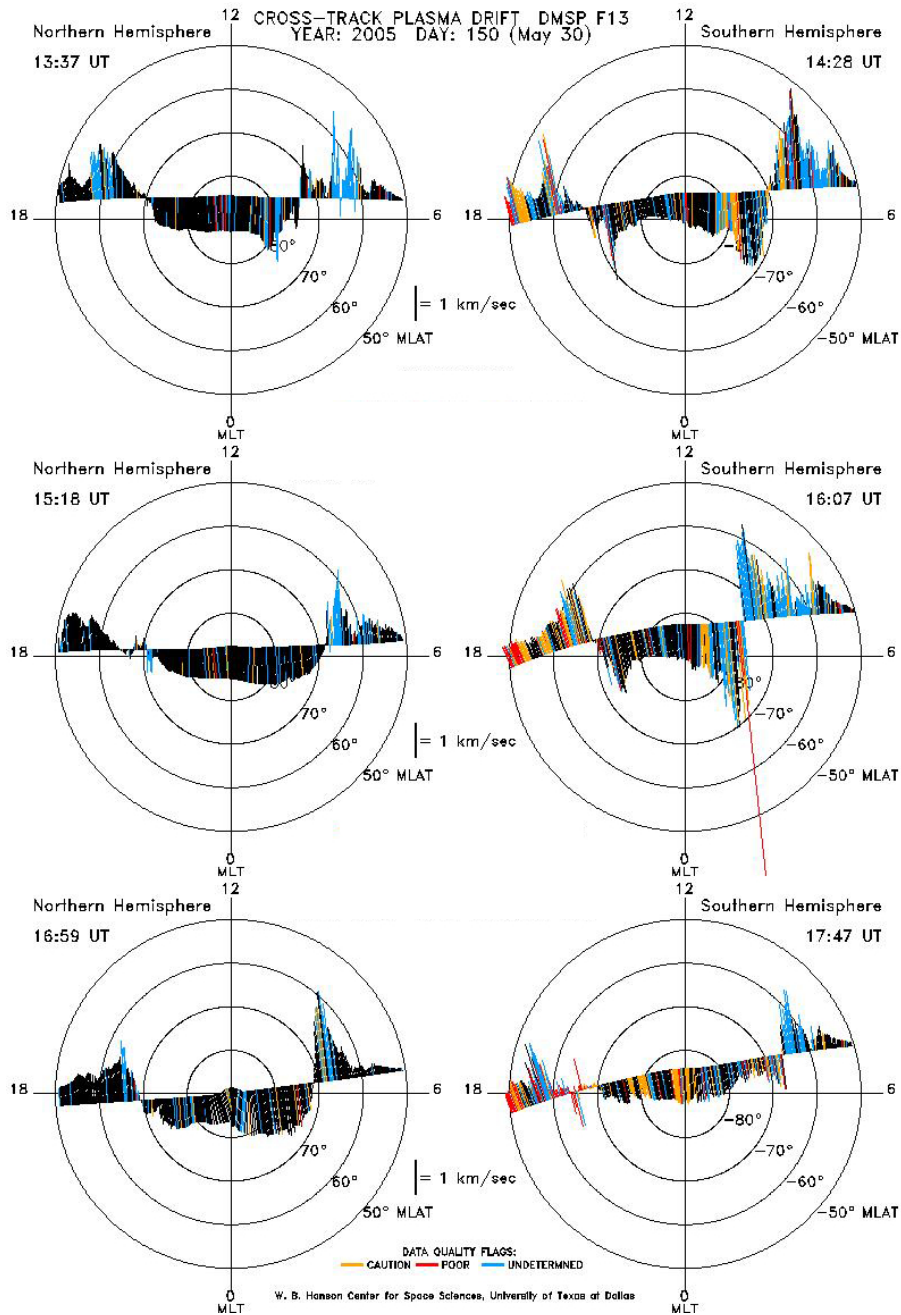 CROSS-TRACK PLASMA DRIFT DMSP F13
YEAR: 2005 DAY: 150 (May 30)
Northern Hemisphere
13:37 UT
12
18
6
80°
70°
60°
50° MLAT
0
MLT
= 1 km/sec
Southern Hemisphere
14:28 UT
12
18
6
-70°
-60°
-50° MLAT
0
MLT
Northern Hemisphere
15:18 UT
12
18
6
80°
70°
60°
50° MLAT
0
MLT
= 1 km/sec
Southern Hemisphere
16:07 UT
12
18
6
-80°
-70°
-60°
-50° MLAT
0
MLT
Northern Hemisphere
16:59 UT
12
18
6
70°
60°
50° MLAT
0
MLT
= 1 km/sec
Southern Hemisphere
17:47 UT
12
18
6
-80°
-70°
-60°
-50° MLAT
0
MLT
DATA QUALITY FLAGS:
CAUTION POOR UNDETERMNED
W. B. Hanson Center for Space Sciences, University of Texas at Dallas